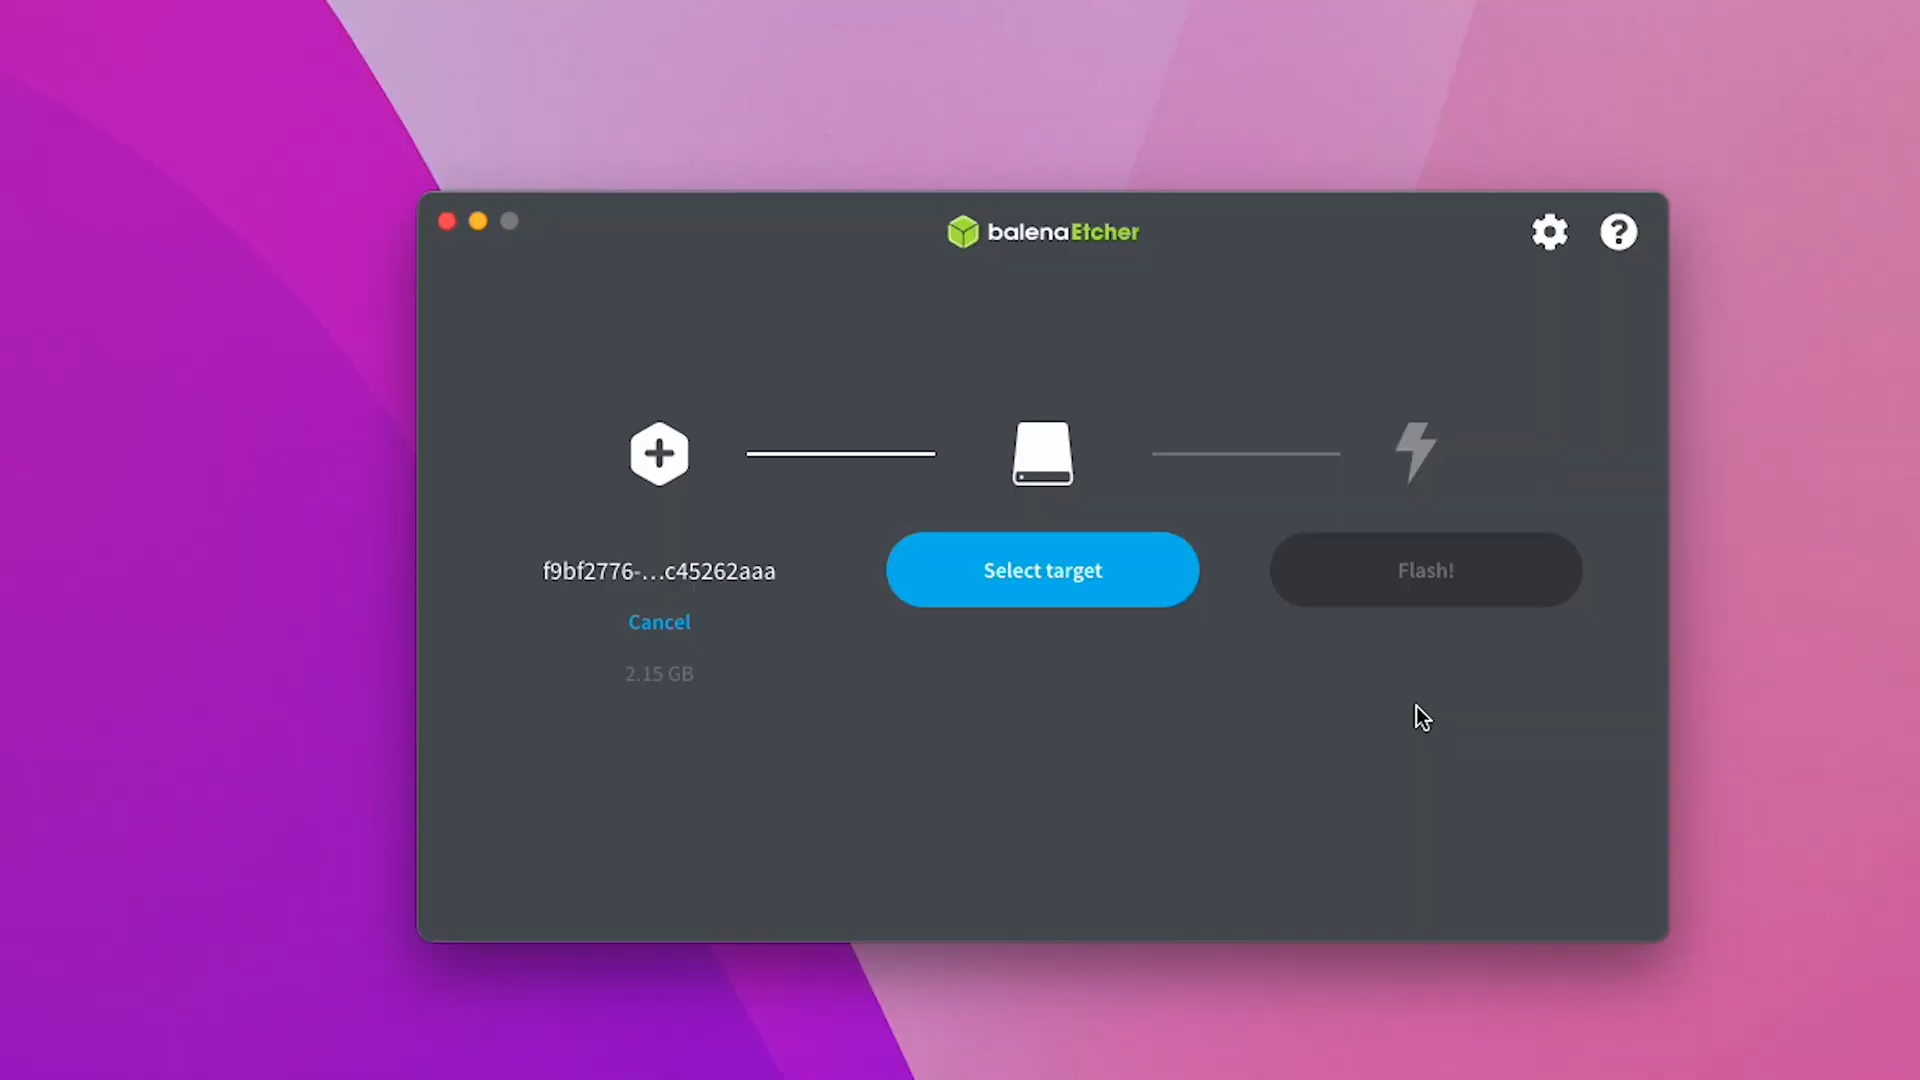 balenaEtcher
f9bf2776-...c45262aaa
Select target
Flash!
Cancel
2.15 GB